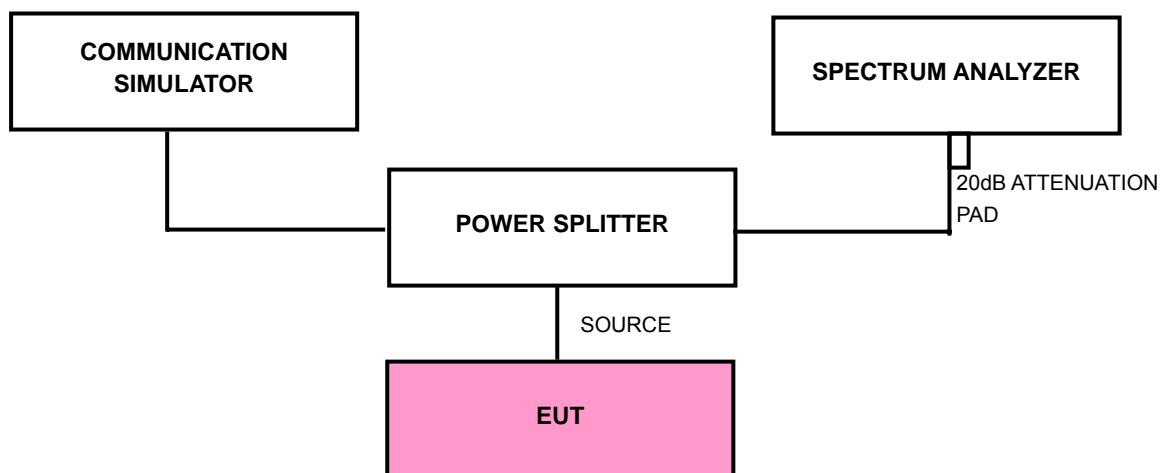 COMMUNICATION
SIMULATOR
SPECTRUM ANALYZER
20dB ATTENUATION
PAD
POWER SPLITTER
SOURCE
EUT